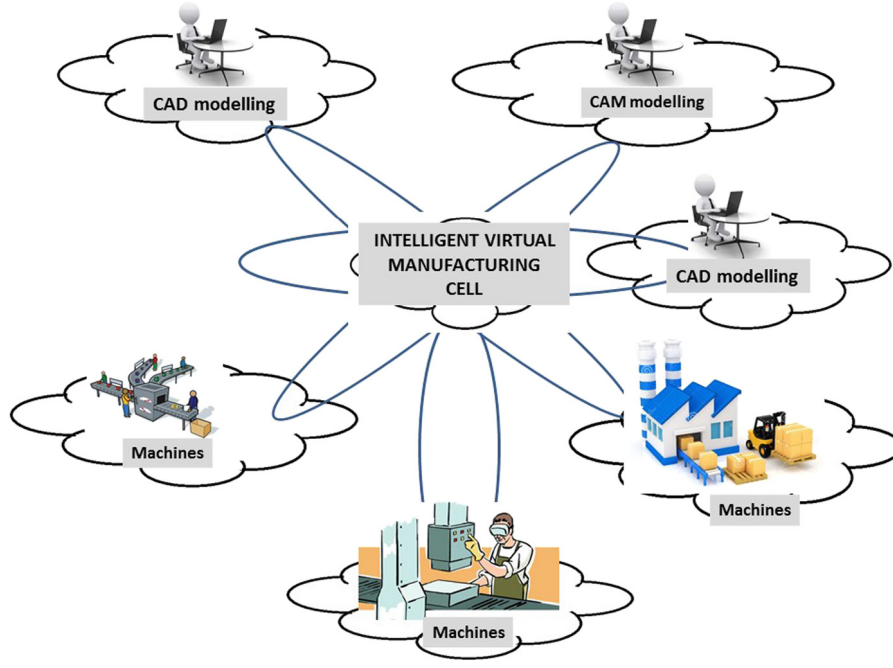 CAD modelling
CAM modelling
INTELLIGENT VIRTUAL
MANUFACTURING
CELL
CAD modelling
Machines
Machines
Machines